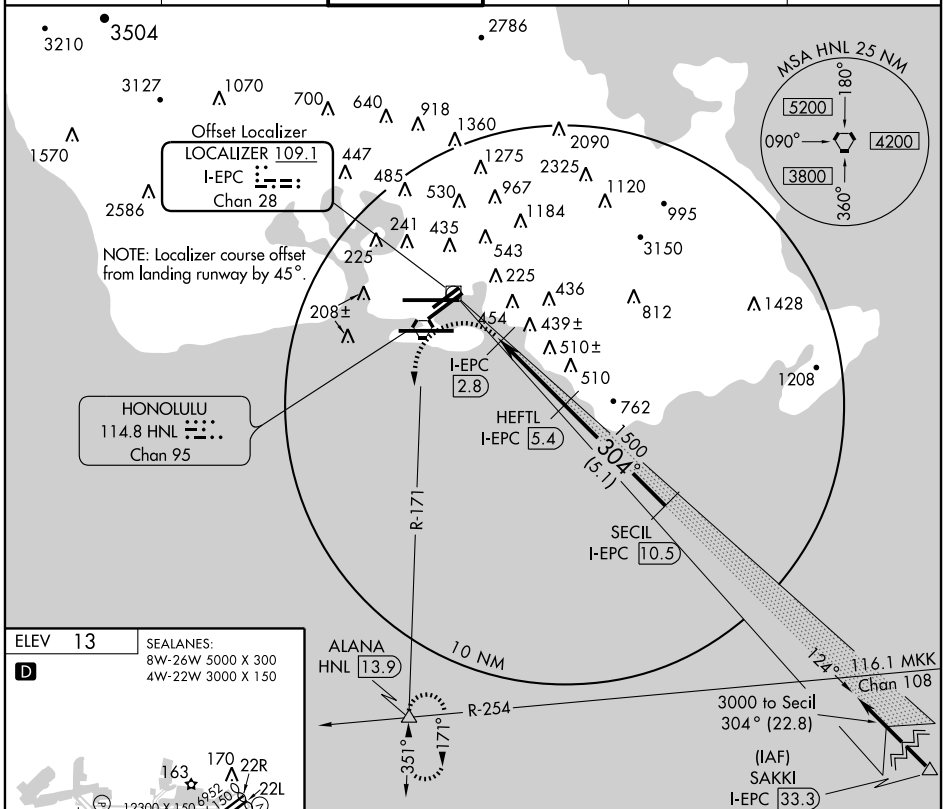 3210
3504
2786
MSA HNL 25 NM
180°
5200
090°
4200
3800
360°
3127
1070
700
640
918
1360
2090
1570
Offset Localizer
LOCALIZER 109.1
I-EPC
Chan 28
447
485
1275
2325
2586
530
967
1120
1184
995
241
435
225
543
3150
NOTE: Localizer course offset
from landing runway by 45°.
225
436
208±
454
439±
812
1428
510±
I-EPC
2.8
510
1208
762
HONOLULU
114.8 HNL
Chan 95
HEFTL
I-EPC 5.4
1500
304°
(5.1)
R-171
SECIL
I-EPC 10.5
ELEV 13
D
SEALANES:
8W-26W 5000 X 300
4W-22W 3000 X 150
ALANA
HNL 13.9
10 NM
124°
116.1 MKK
Chan 108
R-254
3000 to Secil
304° (22.8)
351°
171°
(IAF)
SAKKI
I-EPC 33.3
170
163
22R
22L
6952
150.0
P
12300 X 150